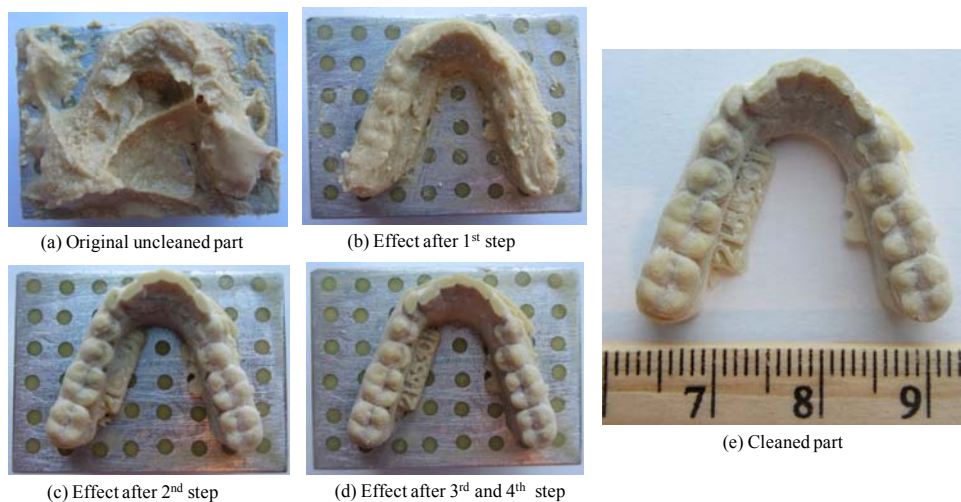 (a) Original uncleaned part
(b) Effect after 1st step
(c) Effect after 2nd step
(d) Effect after 3rd and 4th step
7 8 9
(e) Cleaned part